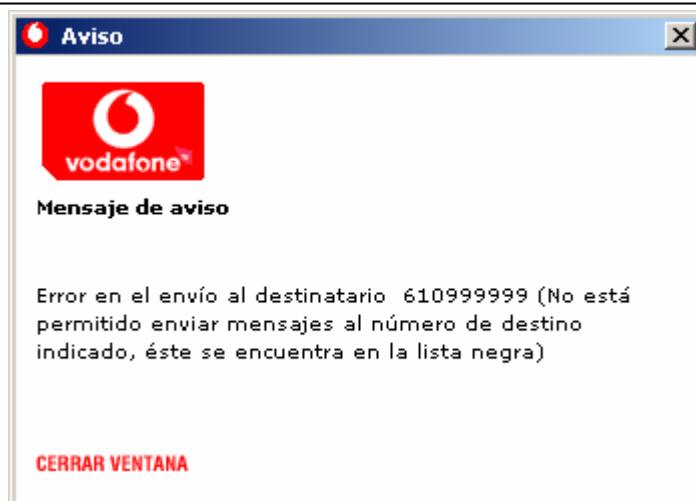 Aviso
vodafone
Mensaje de aviso
Error en el envío al destinatario 610999999 (No está
permitido enviar mensajes al número de destino
indicado, éste se encuentra en la lista negra)
CERRAR VENTANA